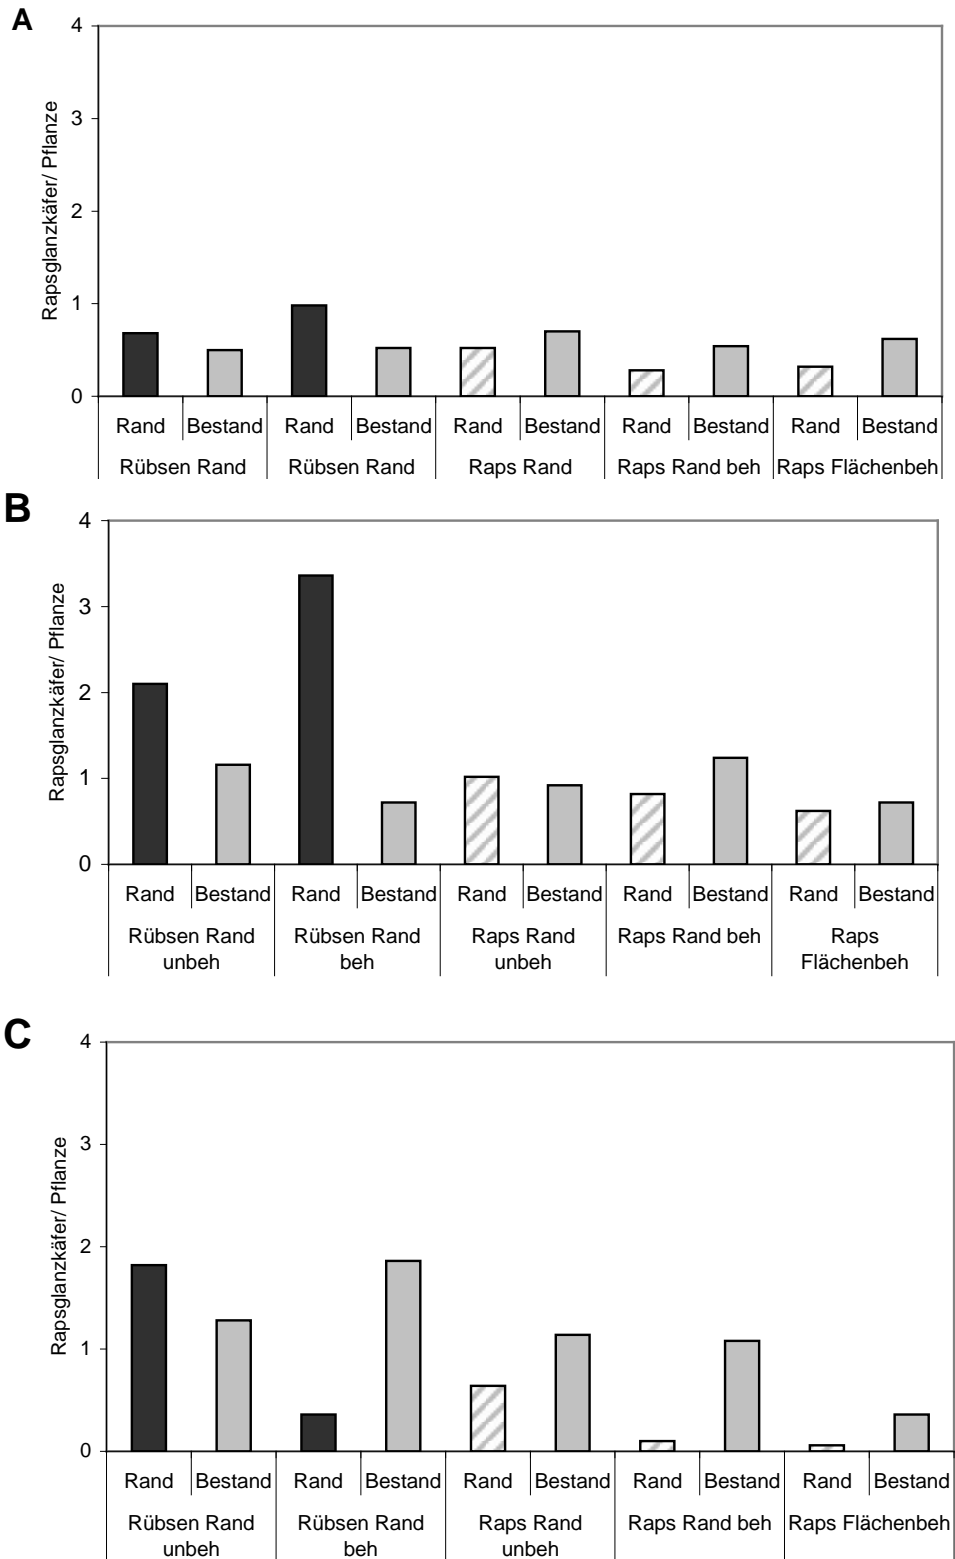 A
Rapsglanzkäfer/ Pflanze
4
3
2
1
0
Rand Bestand Rand Bestand Rand Bestand Rand Bestand Rand Bestand
Rübsen Rand Rübsen Rand Raps Rand Raps Rand beh Raps Flächenbeh
B
Rapsglanzkäfer/ Pflanze
4
3
2
1
0
Rand Bestand Rand Bestand Rand Bestand Rand Bestand Rand Bestand
Rübsen Rand Rübsen Rand Raps Rand Raps Rand beh Raps
unbeh beh unbeh Flächenbeh
C
Rapsglanzkäfer/ Pflanze
4
3
2
1
0
Rand Bestand Rand Bestand Rand Bestand Rand Bestand Rand Bestand
Rübsen Rand Rübsen Rand Raps Rand Raps Rand beh Raps Flächenbeh
unbeh beh unbeh